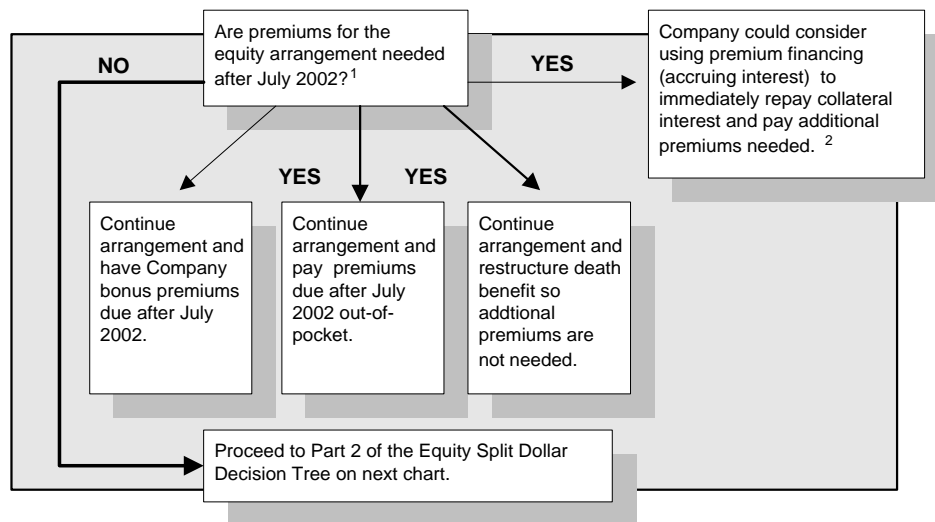 Are premiums for the
equity arrangement needed
after July 2002?1
NO
YES
Company could consider
using premium financing
(accruing interest) to
immediately repay collateral
interest and pay additional
premiums needed. 2
YES
YES
Continue
arrangement and
have Company
bonus premiums
due after July
2002.
Continue
arrangement and
pay premiums
due after July
2002 out-of-
pocket.
Continue
arrangement and
restructure death
benefit so
addtional
premiums are
not needed.
Proceed to Part 2 of the Equity Split Dollar
Decision Tree on next chart.